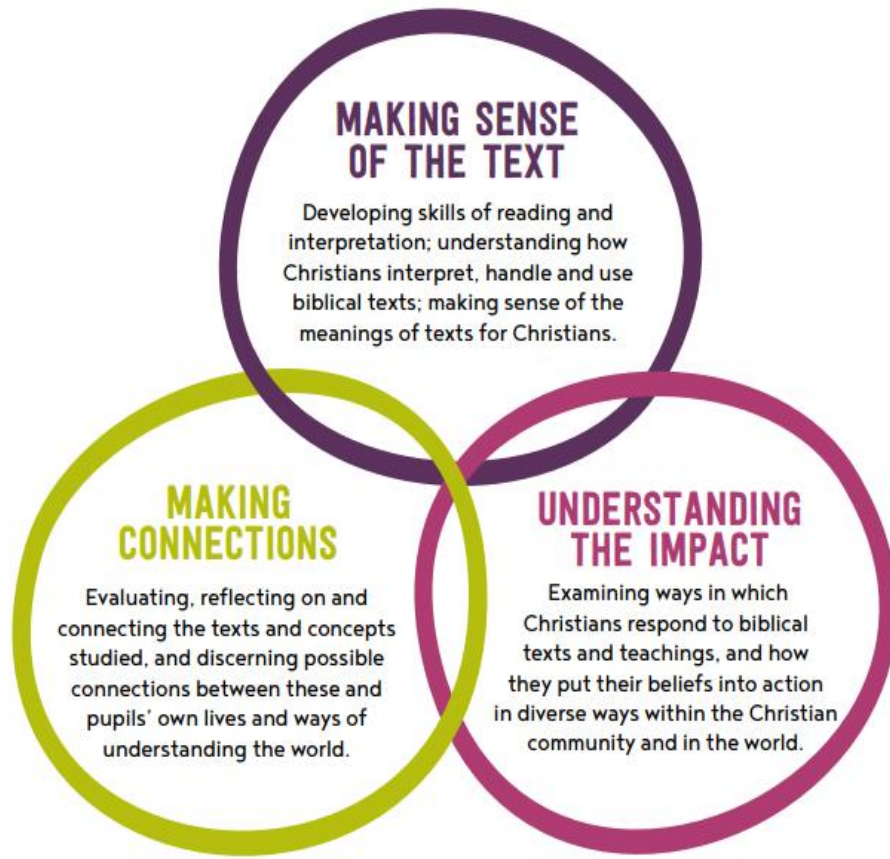 MAKING SENSE
OF THE TEXT
Developing skills of reading and
interpretation; understanding how
Christians interpret, handle and use
biblical texts; making sense of the
meanings of texts for Christians.
MAKING
CONNECTIONS
Evaluating, reflecting on and
connecting the texts and concepts
studied, and discerning possible
connections between these and
pupils' own lives and ways of
understanding the world.
UNDERSTANDING
THE IMPACT
Examining ways in which
Christians respond to biblical
texts and teachings, and how
they put their beliefs into action
in diverse ways within the Christian
community and in the world.